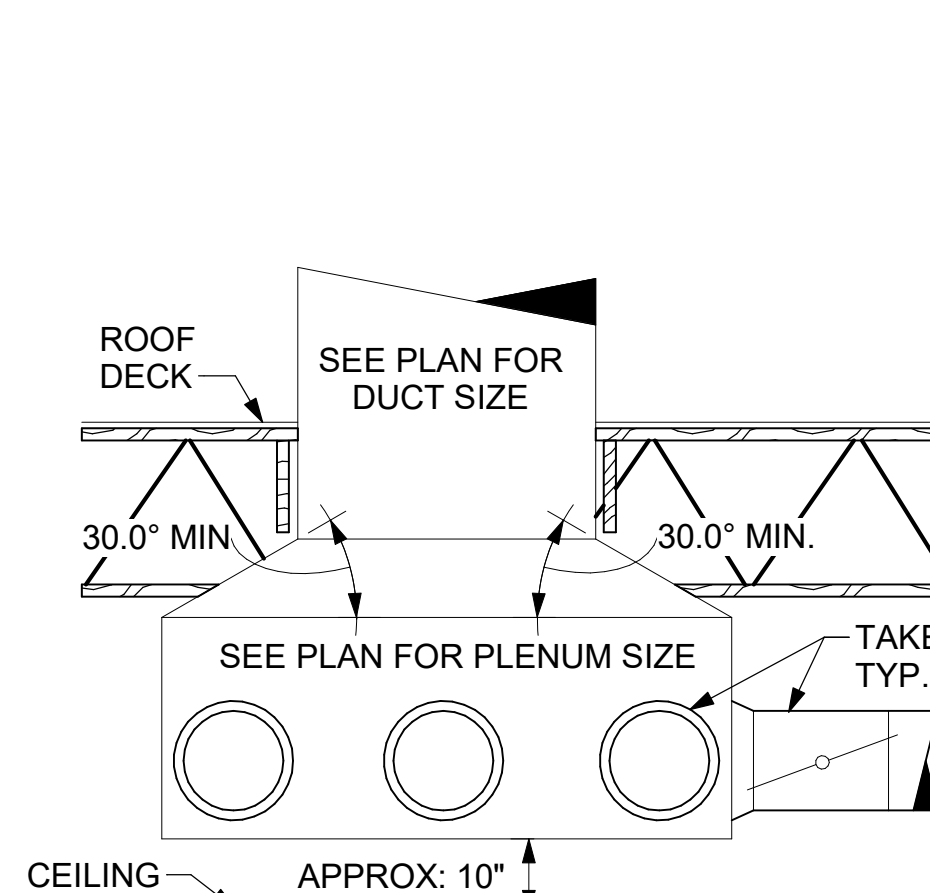 ROOF
DECK
SEE PLAN FOR
DUCT SIZE
30.0° MIN
30.0° MIN.
SEE PLAN FOR PLENUM SIZE
TAKE
TYP.
CEILING
APPROX: 10"